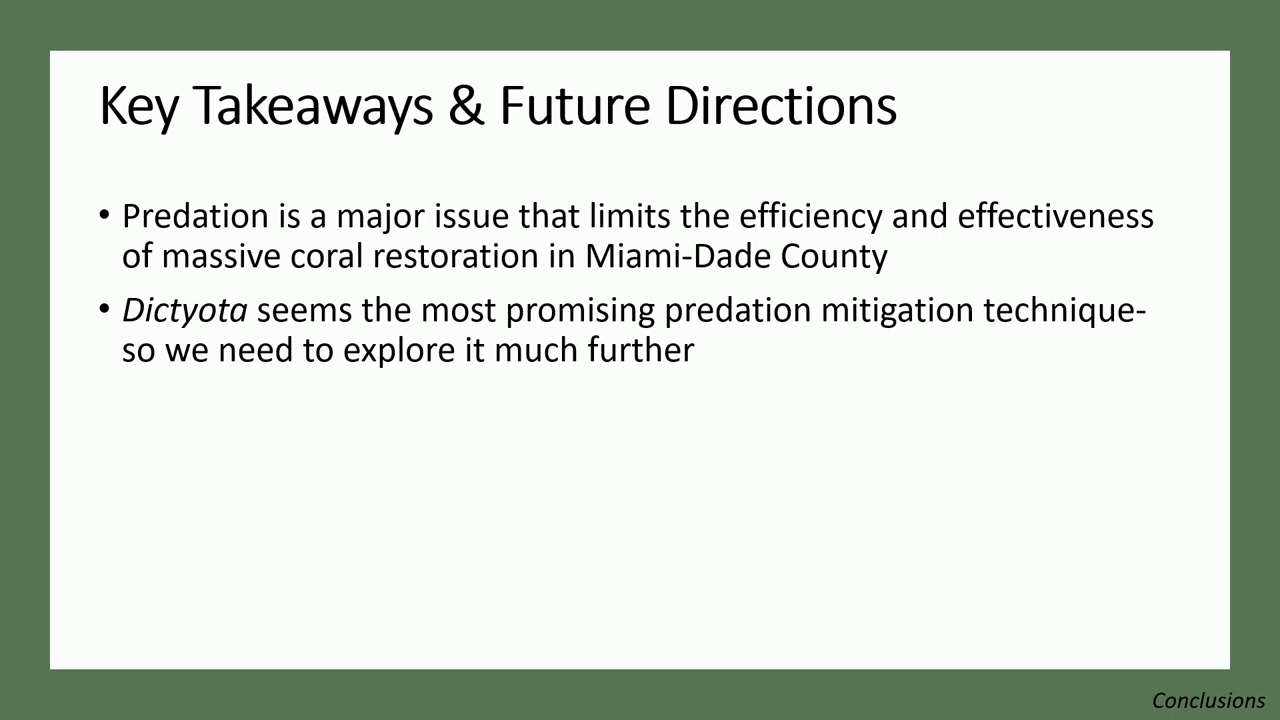 Key Takeaways & Future Directions
• Predation is a major issue that limits the efficiency and effectiveness
of massive coral restoration in Miami-Dade County
• Dictyota seems the most promising predation mitigation technique-
so we need to explore it much further
Conclusions